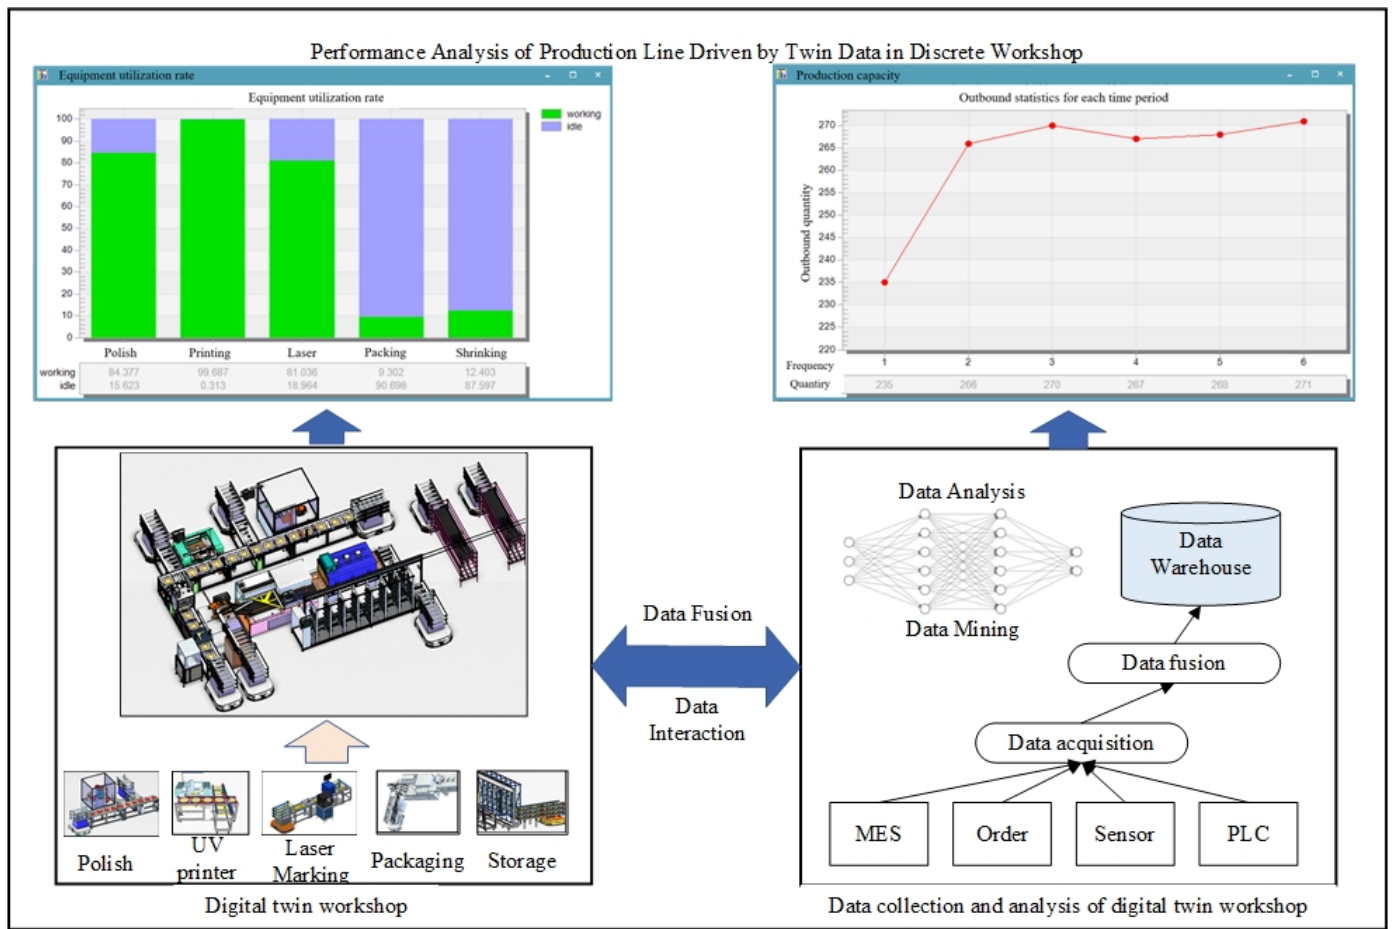 Performance Analysis of Production Line Driven by Twin Data in Discrete Workshop
Equipment utilization rate
Equipment utilization rate
working
idle
100
90
80
70
60
50
40
30
20
10
0
Polish Printing Laser Packing Shrinking
working 84.377 99.687 81.036 9.302 12.403
idle 15.623 0.313 18.964 90.698 87.597
Production capacity
Outbound statistics for each time period
Outbound quantity
270
265
260
255
250
245
240
235
230
225
220
Frequency 1 2 3 4 5 6
Quantiry 235 266 270 267 268 271
Polish
UV
printer
Laser
Marking
Packaging
Storage
Digital twin workshop
Data Fusion
Data
Interaction
Data Analysis
Data Mining
Data
Warehouse
Data fusion
Data acquisition
MES Order Sensor PLC
Data collection and analysis of digital twin workshop